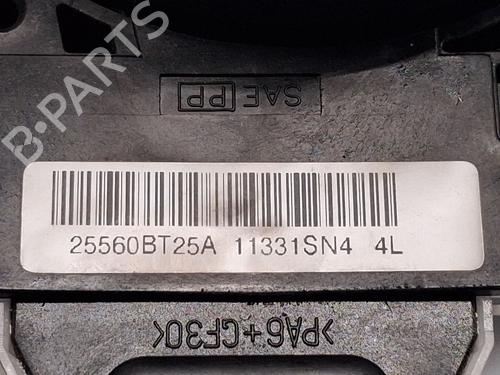 B-PARTS
SAE PP
25560BT25A 11331SN4 4L
>PA6+GF30<